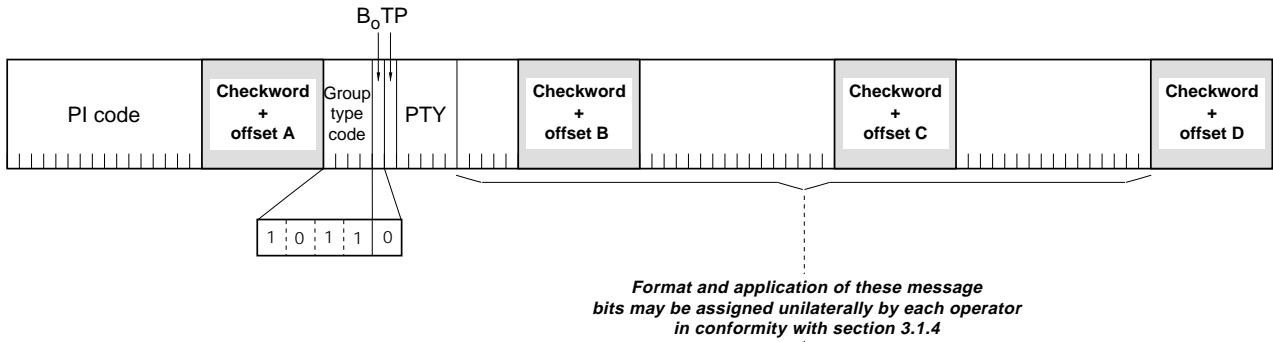 BoTP
PI code
Checkword
+
offset A
Group
type
code
PTY
Checkword
+
offset B
Checkword
+
offset C
Checkword
+
offset D
1 0 1 1 0
Format and application of these message
bits may be assigned unilaterally by each operator
in conformity with section 3.1.4